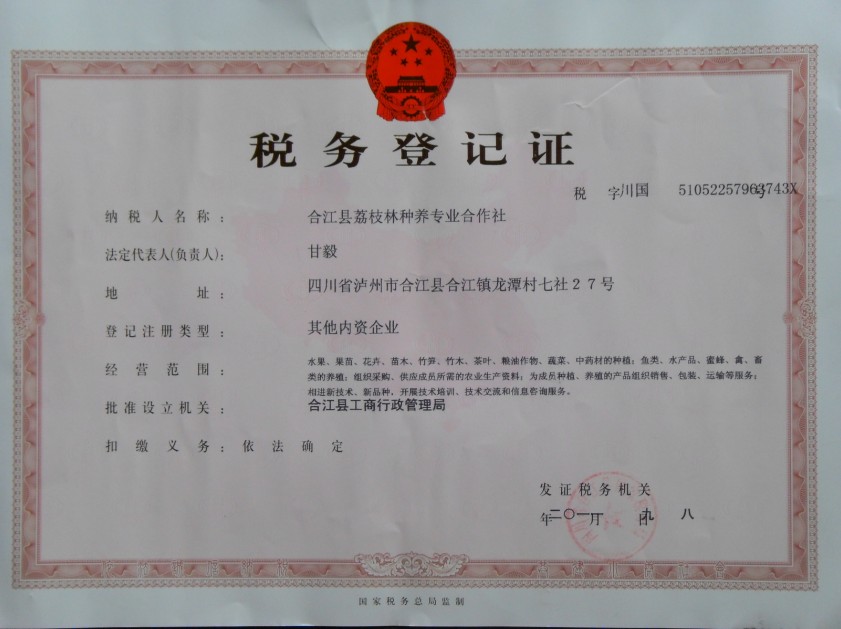 税务登记证
税 字川国 51052257963743X 号
纳税人名称： 合江县荔枝林种养专业合作社
法定代表人(负责人)： 甘毅
地 址： 四川省泸州市合江县合江镇龙潭村七社２７号
登记注册类型： 其他内资企业
经营范围： 水果、果苗、花卉、苗木、竹笋、竹木、茶叶、粮油作物、蔬菜、中药材的种植；鱼类、水产品、蜜蜂、禽、畜
类的养殖；组织采购、供应成员所需的农业生产资料；为成员种植、养殖的产品组织销售、包装、运输等服务；
相进新技术、新品种，开展技术培训、技术交流和信息咨询服务。
批准设立机关： 合江县工商行政管理局
扣缴义务： 依法确定
发证税务机关
年二〇一 月 日九 八
国家税务总局监制